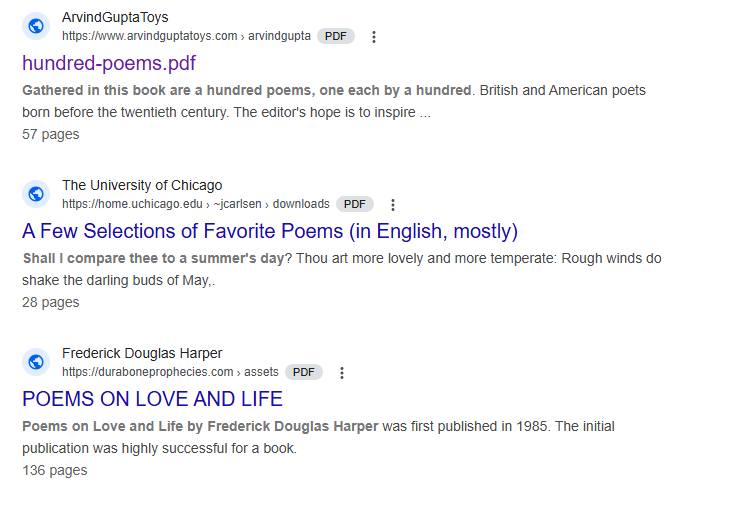 ArvindGuptaToys
https://www.arvindguptatoys.com › arvindgupta PDF
hundred-poems.pdf
Gathered in this book are a hundred poems, one each by a hundred. British and American poets
born before the twentieth century. The editor's hope is to inspire ...
57 pages
The University of Chicago
https://home.uchicago.edu › ~jcarlsen › downloads PDF
A Few Selections of Favorite Poems (in English, mostly)
Shall I compare thee to a summer's day? Thou art more lovely and more temperate: Rough winds do
shake the darling buds of May,.
28 pages
Frederick Douglas Harper
https://duraboneprophecies.com › assets PDF
POEMS ON LOVE AND LIFE
Poems on Love and Life by Frederick Douglas Harper was first published in 1985. The initial
publication was highly successful for a book.
136 pages